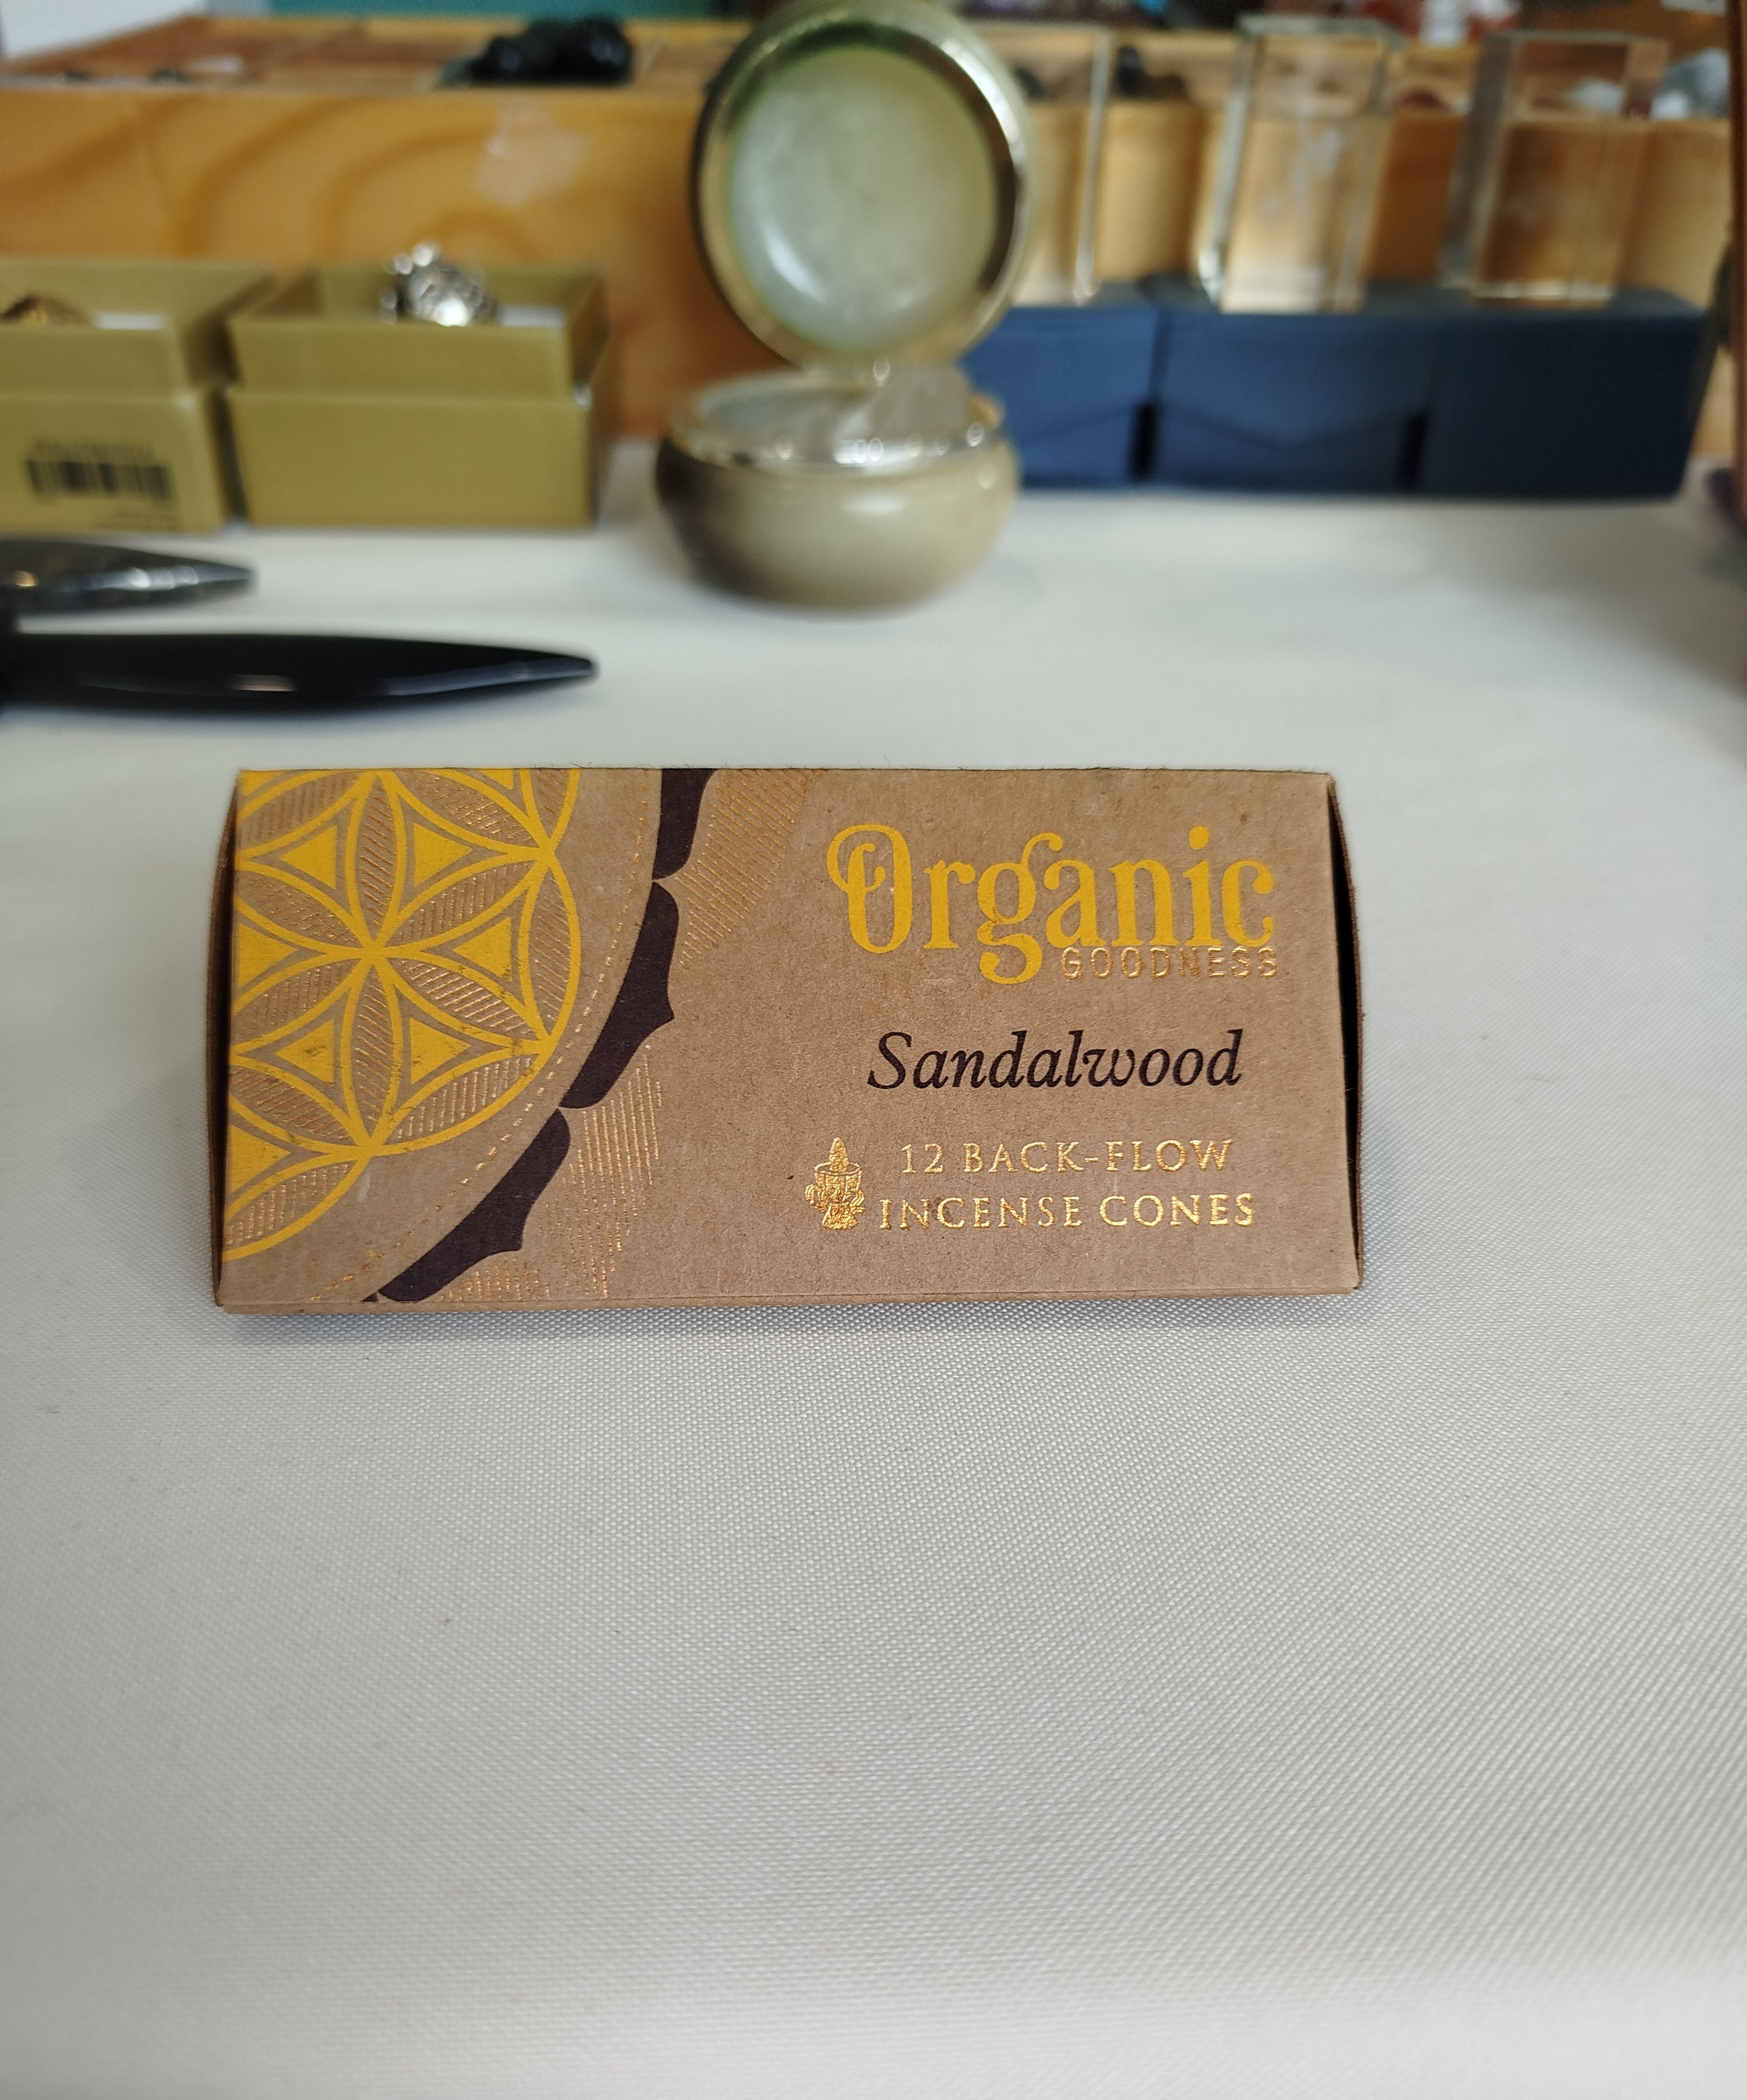 Organic
GOODNESS
Sandalwood
12 BACK-FLOW
INCENSE CONES